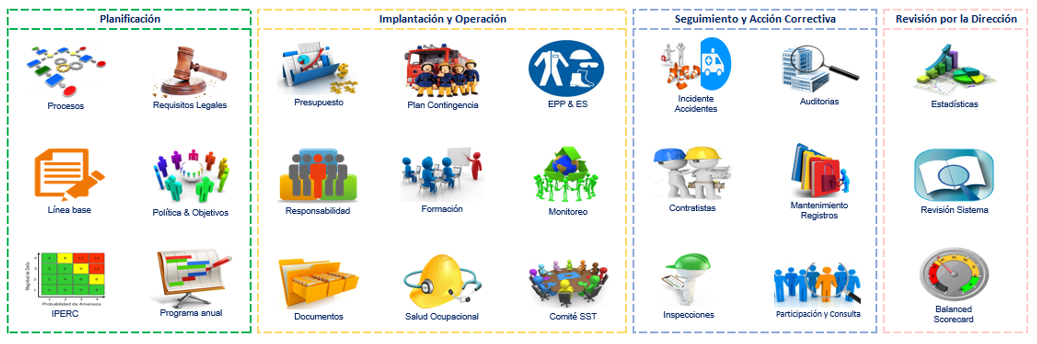 Planificación
Procesos
Requisitos Legales
Línea base
Política & Objetivos
Magnitud de Daño
Probabilidad de Amenaza
IPERC
Programa anual
Implantación y Operación
Presupuesto
Plan Contingencia
EPP & ES
Responsabilidad
Formación
Monitoreo
Documentos
Salud Ocupacional
Comité SST
Seguimiento y Acción Correctiva
Incidente
Accidentes
Auditorias
Contratistas
Mantenimiento
Registros
Inspecciones
Participación y Consulta
Revisión por la Dirección
Estadísticas
Revisión Sistema
Balanced
Scorecard